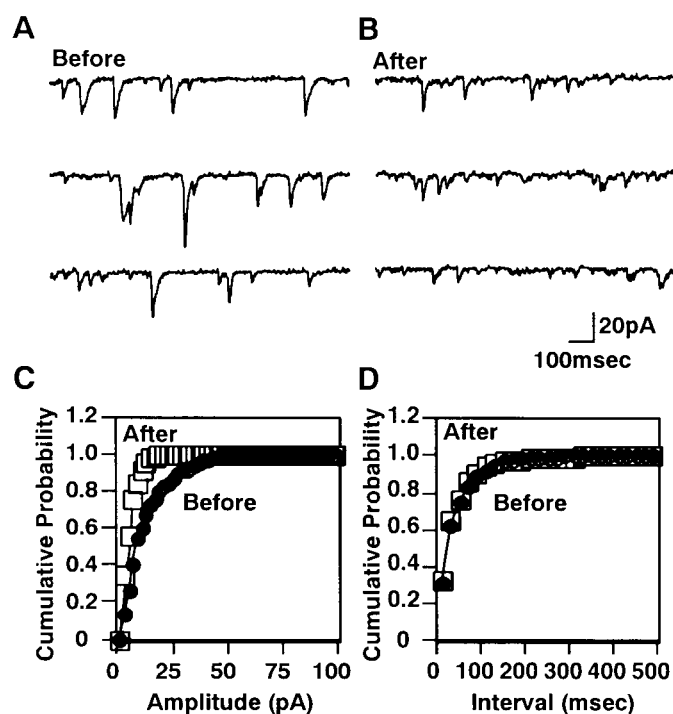 A
B
Before
After
20pA
100msec
C
D
Cumulative Probability
1.2
1.0
0.8
0.6
0.4
0.2
0
After
Before
0 25 50 75 100
Amplitude (pA)
Cumulative Probability
1.2
1.0
0.8
0.6
0.4
0.2
0
After
Before
0 100 200 300 400 500
Interval (msec)